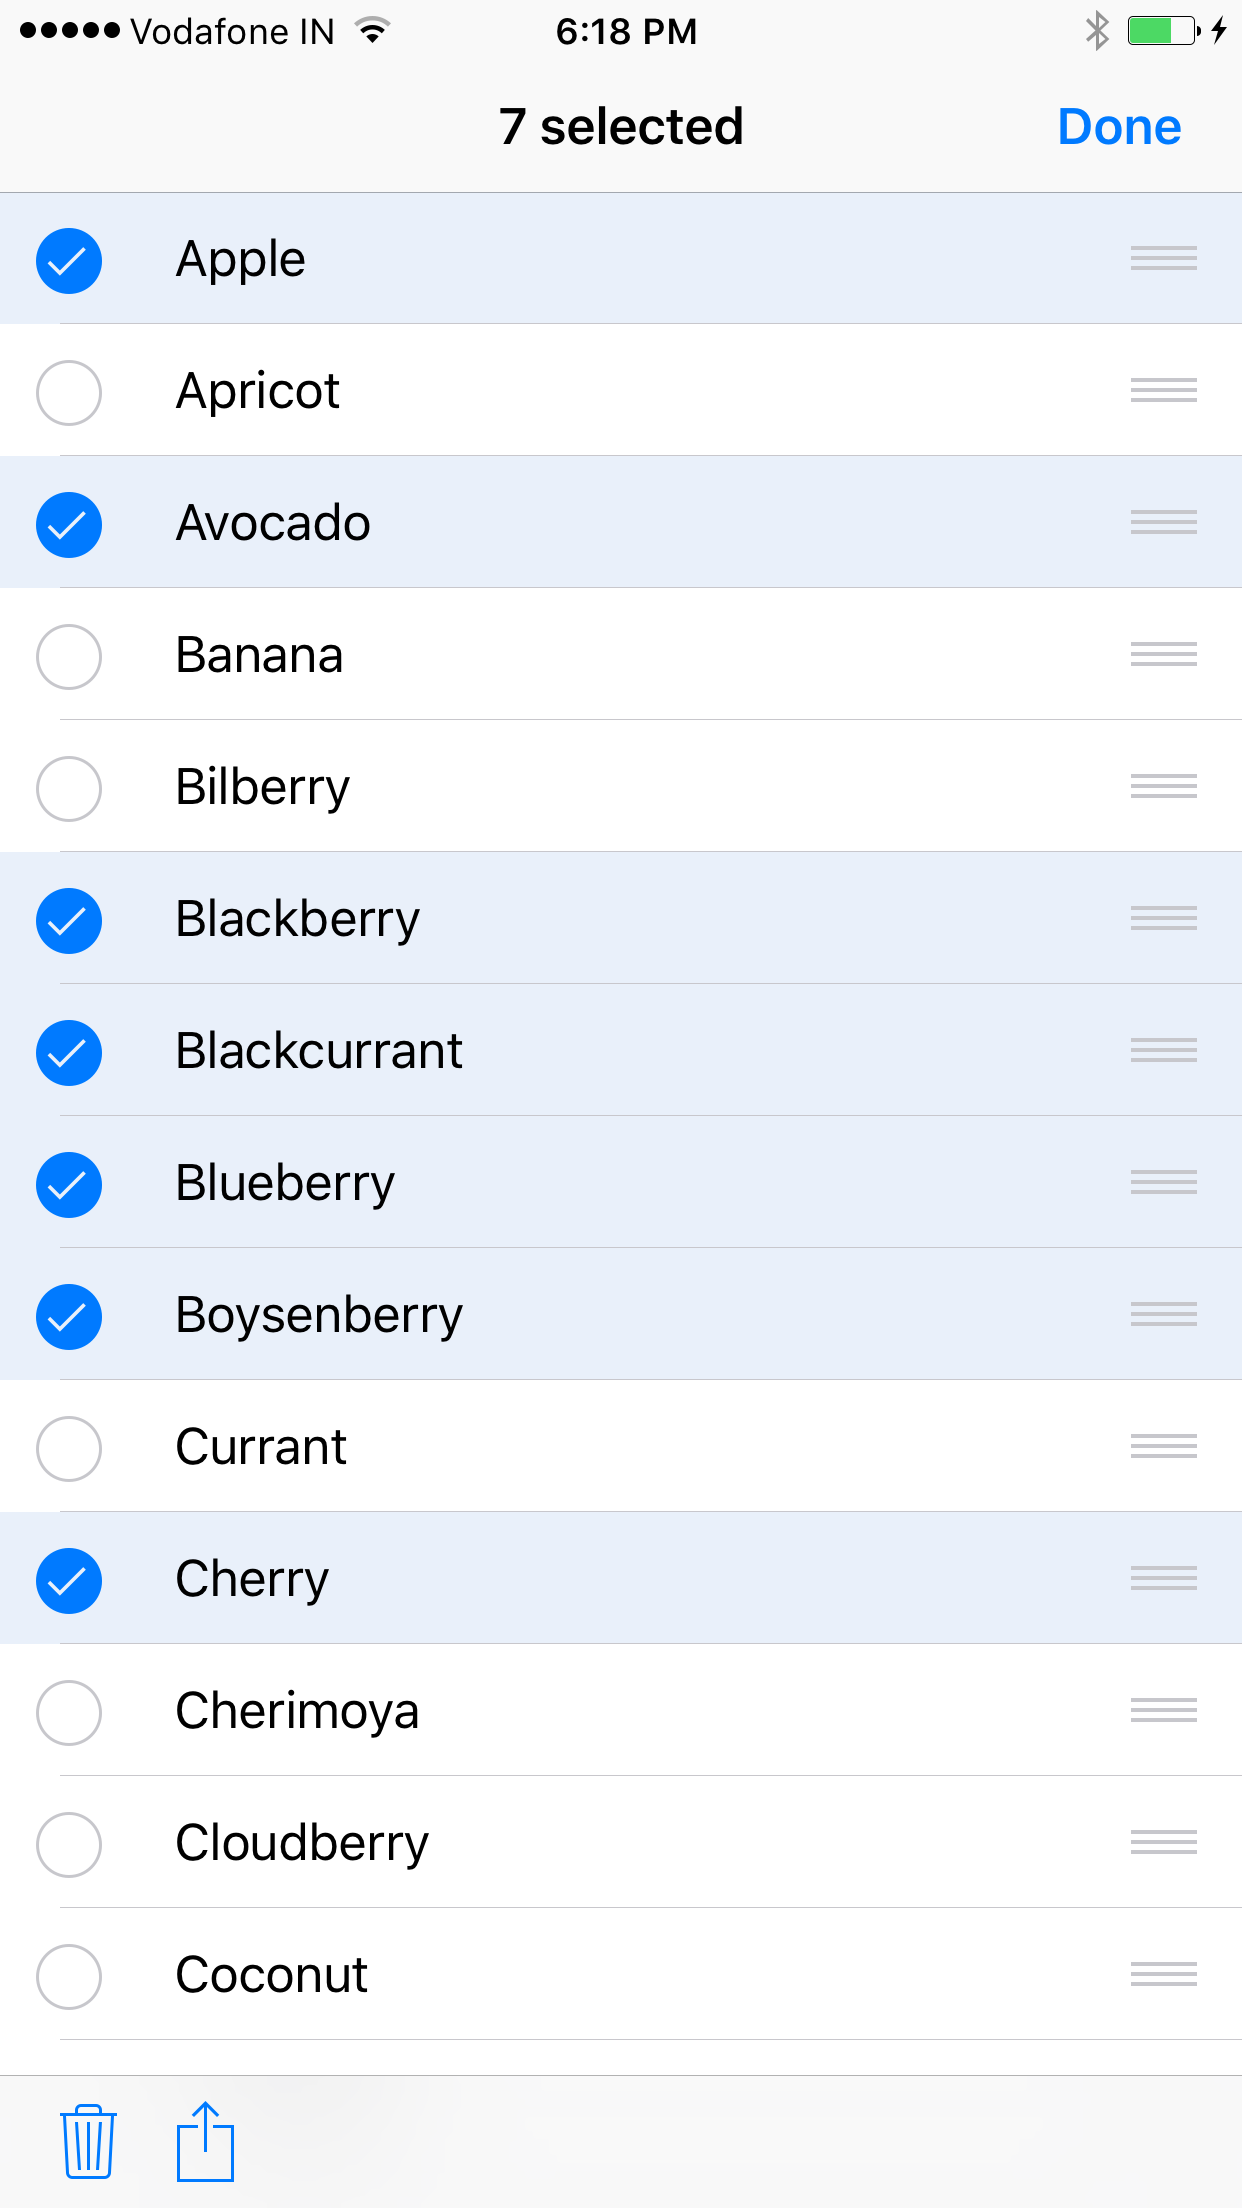 Vodafone IN 6:18 PM
7 selected Done
Apple
Apricot
Avocado
Banana
Bilberry
Blackberry
Blackcurrant
Blueberry
Boysenberry
Currant
Cherry
Cherimoya
Cloudberry
Coconut